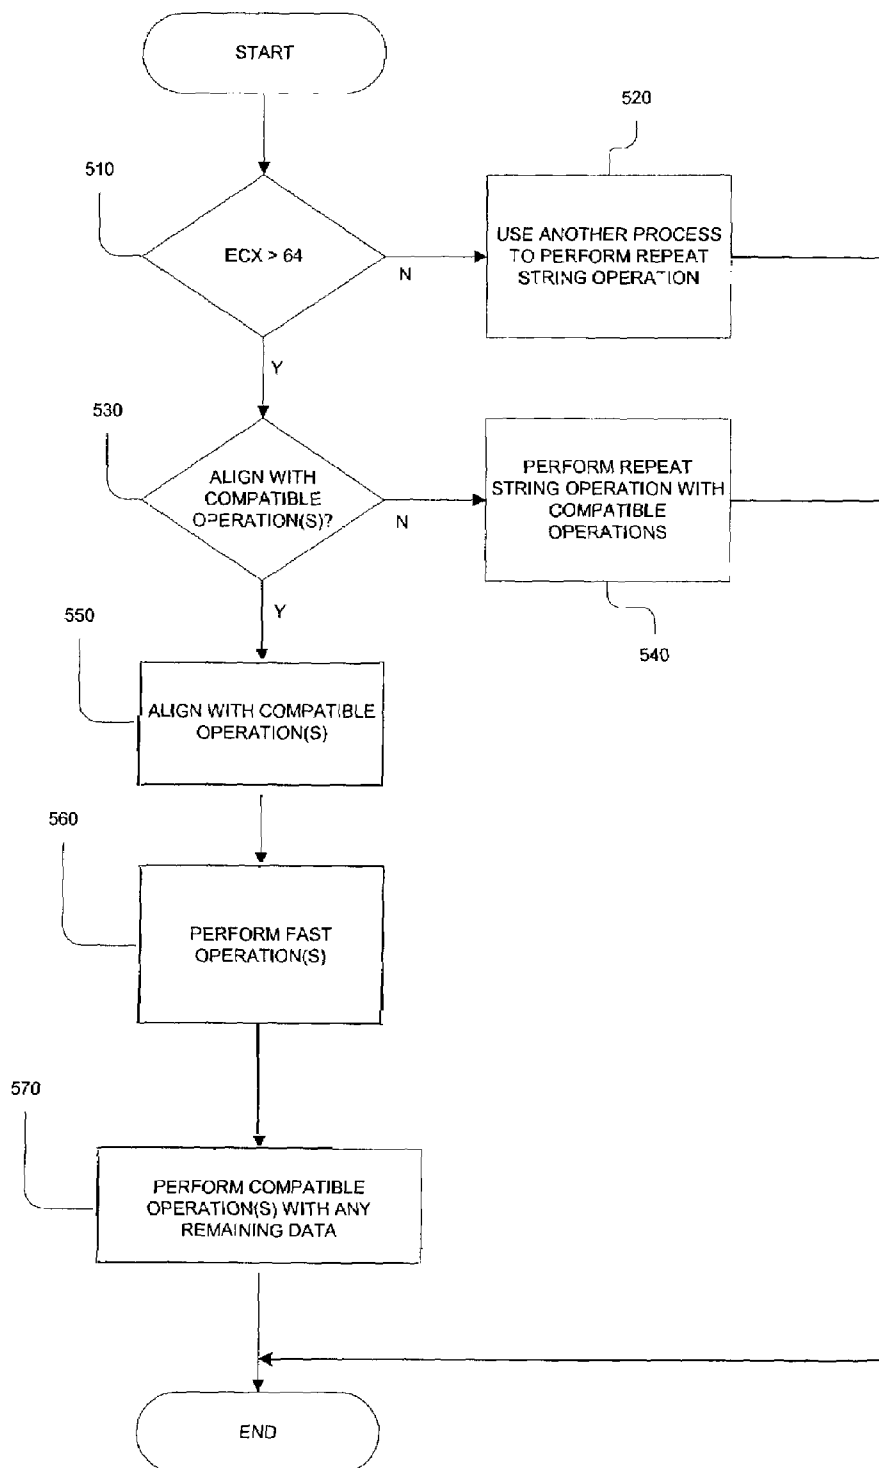 START
510
ECX > 64
N
Y
520
USE ANOTHER PROCESS
TO PERFORM REPEAT
STRING OPERATION
530
ALIGN WITH
COMPATIBLE
OPERATION(S)?
N
Y
PERFORM REPEAT
STRING OPERATION WITH
COMPATIBLE
OPERATIONS
540
550
ALIGN WITH COMPATIBLE
OPERATION(S)
560
PERFORM FAST
OPERATION(S)
570
PERFORM COMPATIBLE
OPERATION(S) WITH ANY
REMAINING DATA
END